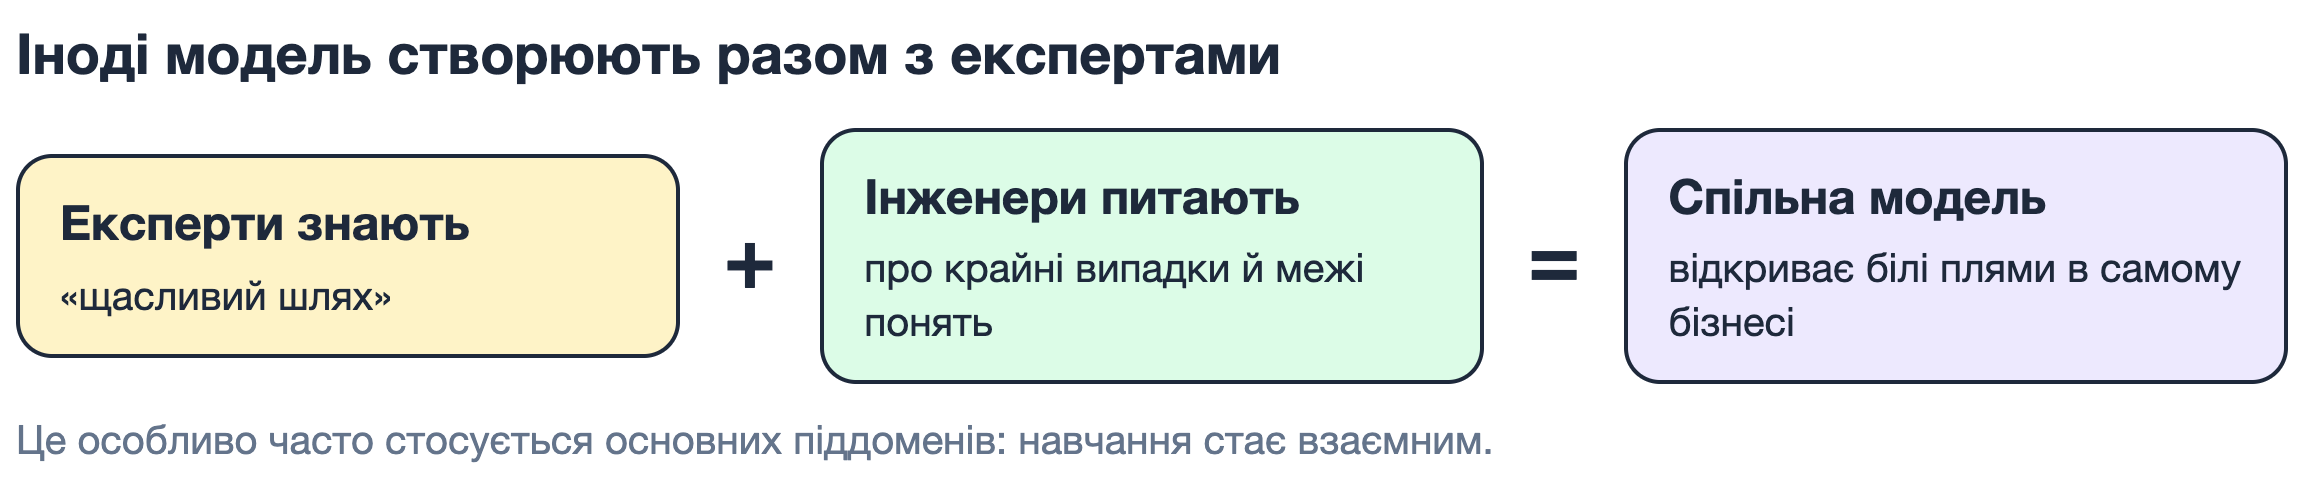 Іноді модель створюють разом з експертами
Експерти знають
«щасливий шлях»
+
Інженери питають
про крайні випадки й межі
понять
=
Спільна модель
відкриває білі плями в самому
бізнесі
Це особливо часто стосується основних піддоменів: навчання стає взаємним.